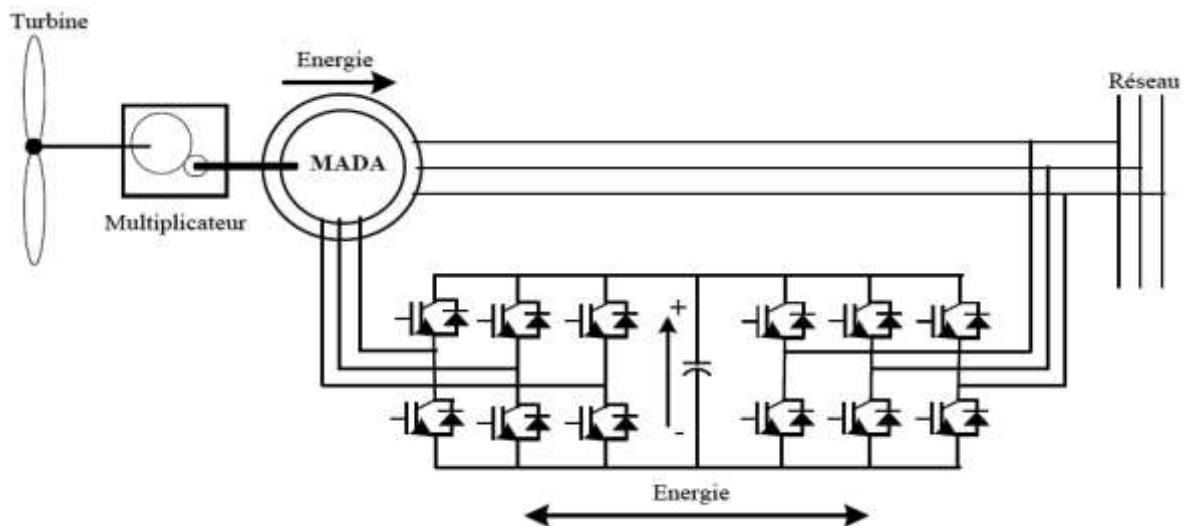 Turbine
Energie
Réseau
MADA
Multiplicateur
+
-
Energie